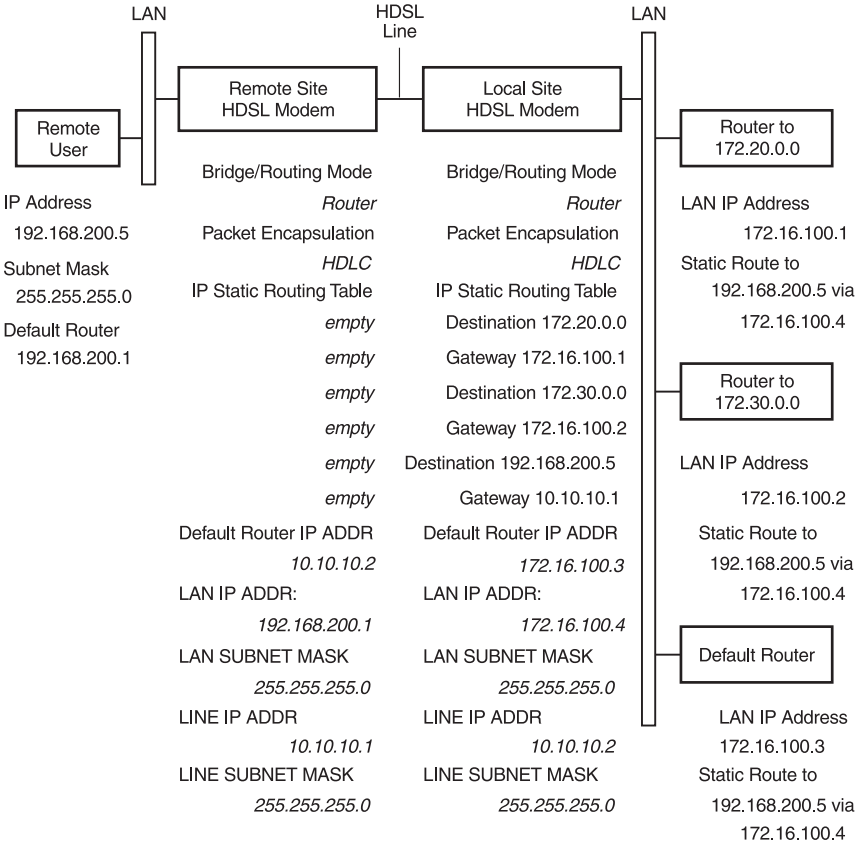 LAN
HDSL
Line
LAN
Remote Site
HDSL Modem
Local Site
HDSL Modem
Remote
User
Router to
172.20.0.0
IP Address
192.168.200.5
Subnet Mask
255.255.255.0
Default Router
192.168.200.1
Bridge/Routing Mode
Router
Packet Encapsulation
HDLC
IP Static Routing Table
empty
empty
empty
empty
empty
empty
Default Router IP ADDR
10.10.10.2
LAN IP ADDR:
192.168.200.1
LAN SUBNET MASK
255.255.255.0
LINE IP ADDR
10.10.10.1
LINE SUBNET MASK
255.255.255.0
Bridge/Routing Mode
Router
Packet Encapsulation
HDLC
IP Static Routing Table
Destination 172.20.0.0
Gateway 172.16.100.1
Destination 172.30.0.0
Gateway 172.16.100.2
Destination 192.168.200.5
Gateway 10.10.10.1
Default Router IP ADDR
172.16.100.3
LAN IP ADDR:
172.16.100.4
LAN SUBNET MASK
255.255.255.0
LINE IP ADDR
10.10.10.2
LINE SUBNET MASK
255.255.255.0
LAN IP Address
172.16.100.1
Static Route to
192.168.200.5 via
172.16.100.4
Router to
172.30.0.0
LAN IP Address
172.16.100.2
Static Route to
192.168.200.5 via
172.16.100.4
Default Router
LAN IP Address
172.16.100.3
Static Route to
192.168.200.5 via
172.16.100.4